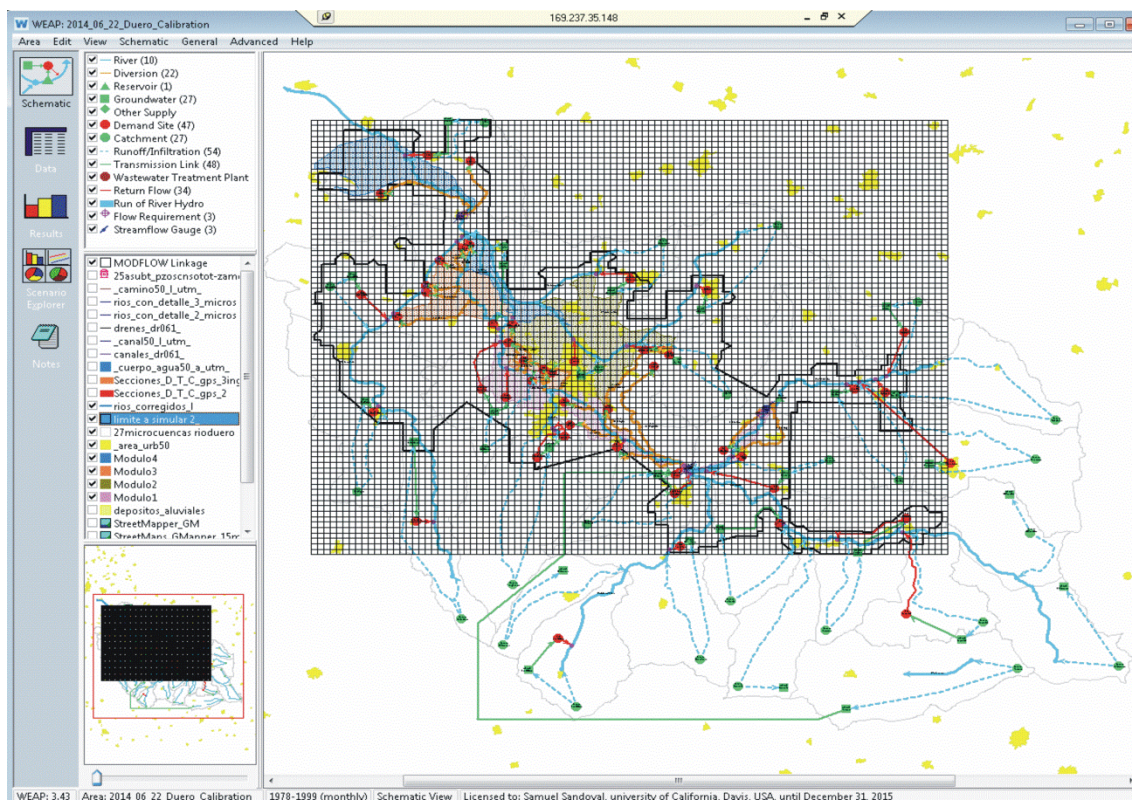 169.237.35.148
WEAP: 2014_06_22_Duero_Calibration
Area Edit View Schematic General Advanced Help
Schematic
Data
Results
Scenario
Explorer
Notes
River (10)
Diversion (22)
Reservoir (1)
Groundwater (27)
Other Supply
Demand Site (47)
Catchment (27)
Runoff/Infiltration (54)
Transmission Link (48)
Wastewater Treatment Plant
Return Flow (34)
Run of River Hydro
Flow Requirement (3)
Streamflow Gauge (3)
MODFLOW Linkage
25asubt_pzoscnsotot-zamo
_camino50_l_utm_
rios_con_detalle_3_micros
rios_con_detalle_2_micros
drenes_dr061_
_canal50_l_utm_
canales_dr061_
_cuerpo_agua50_a_utm_
Secciones_D_T_C_gps_3ing
Secciones_D_T_C_gps_2
rios_corregidos_l
limite a simular 2_
27microcuencas rioduero
_area_urb50
Modulo4
Modulo3
Modulo2
Modulo1
depositos_aluviales
StreetMapper_GM
StreetMaps_GMapper_15m
WEAP: 3.43 Area: 2014_06_22_Duero_Calibration 1978-1999 (monthly) Schematic View Licensed to: Samuel Sandoval, university of California, Davis, USA, until December 31, 2015